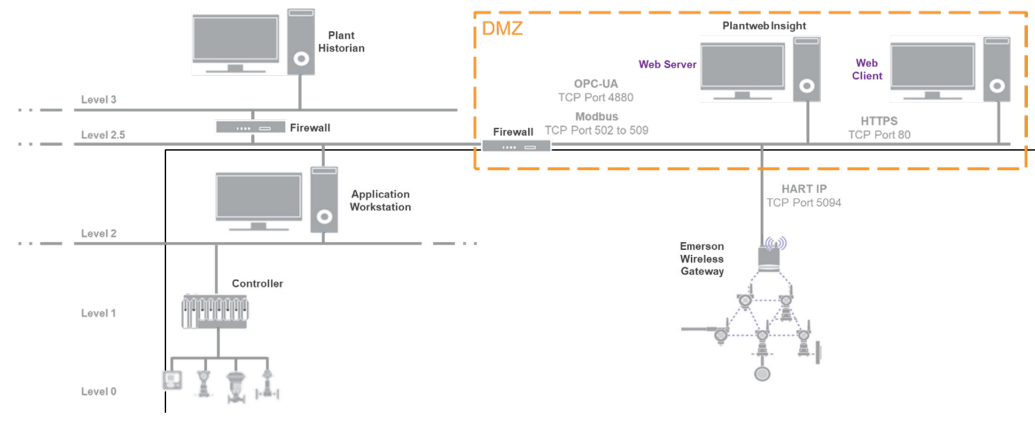 DMZ
Plantweb Insight
Plant
Historian
Web Server
Web
Client
OPC-UA
TCP Port 4880
Level 3
Modbus
TCP Port 502 to 509
HTTPS
TCP Port 80
Firewall
Firewall
Level 2.5
Application
Workstation
HART IP
TCP Port 5094
Level 2
Emerson
Wireless
Gateway
Controller
Level 1
Level 0